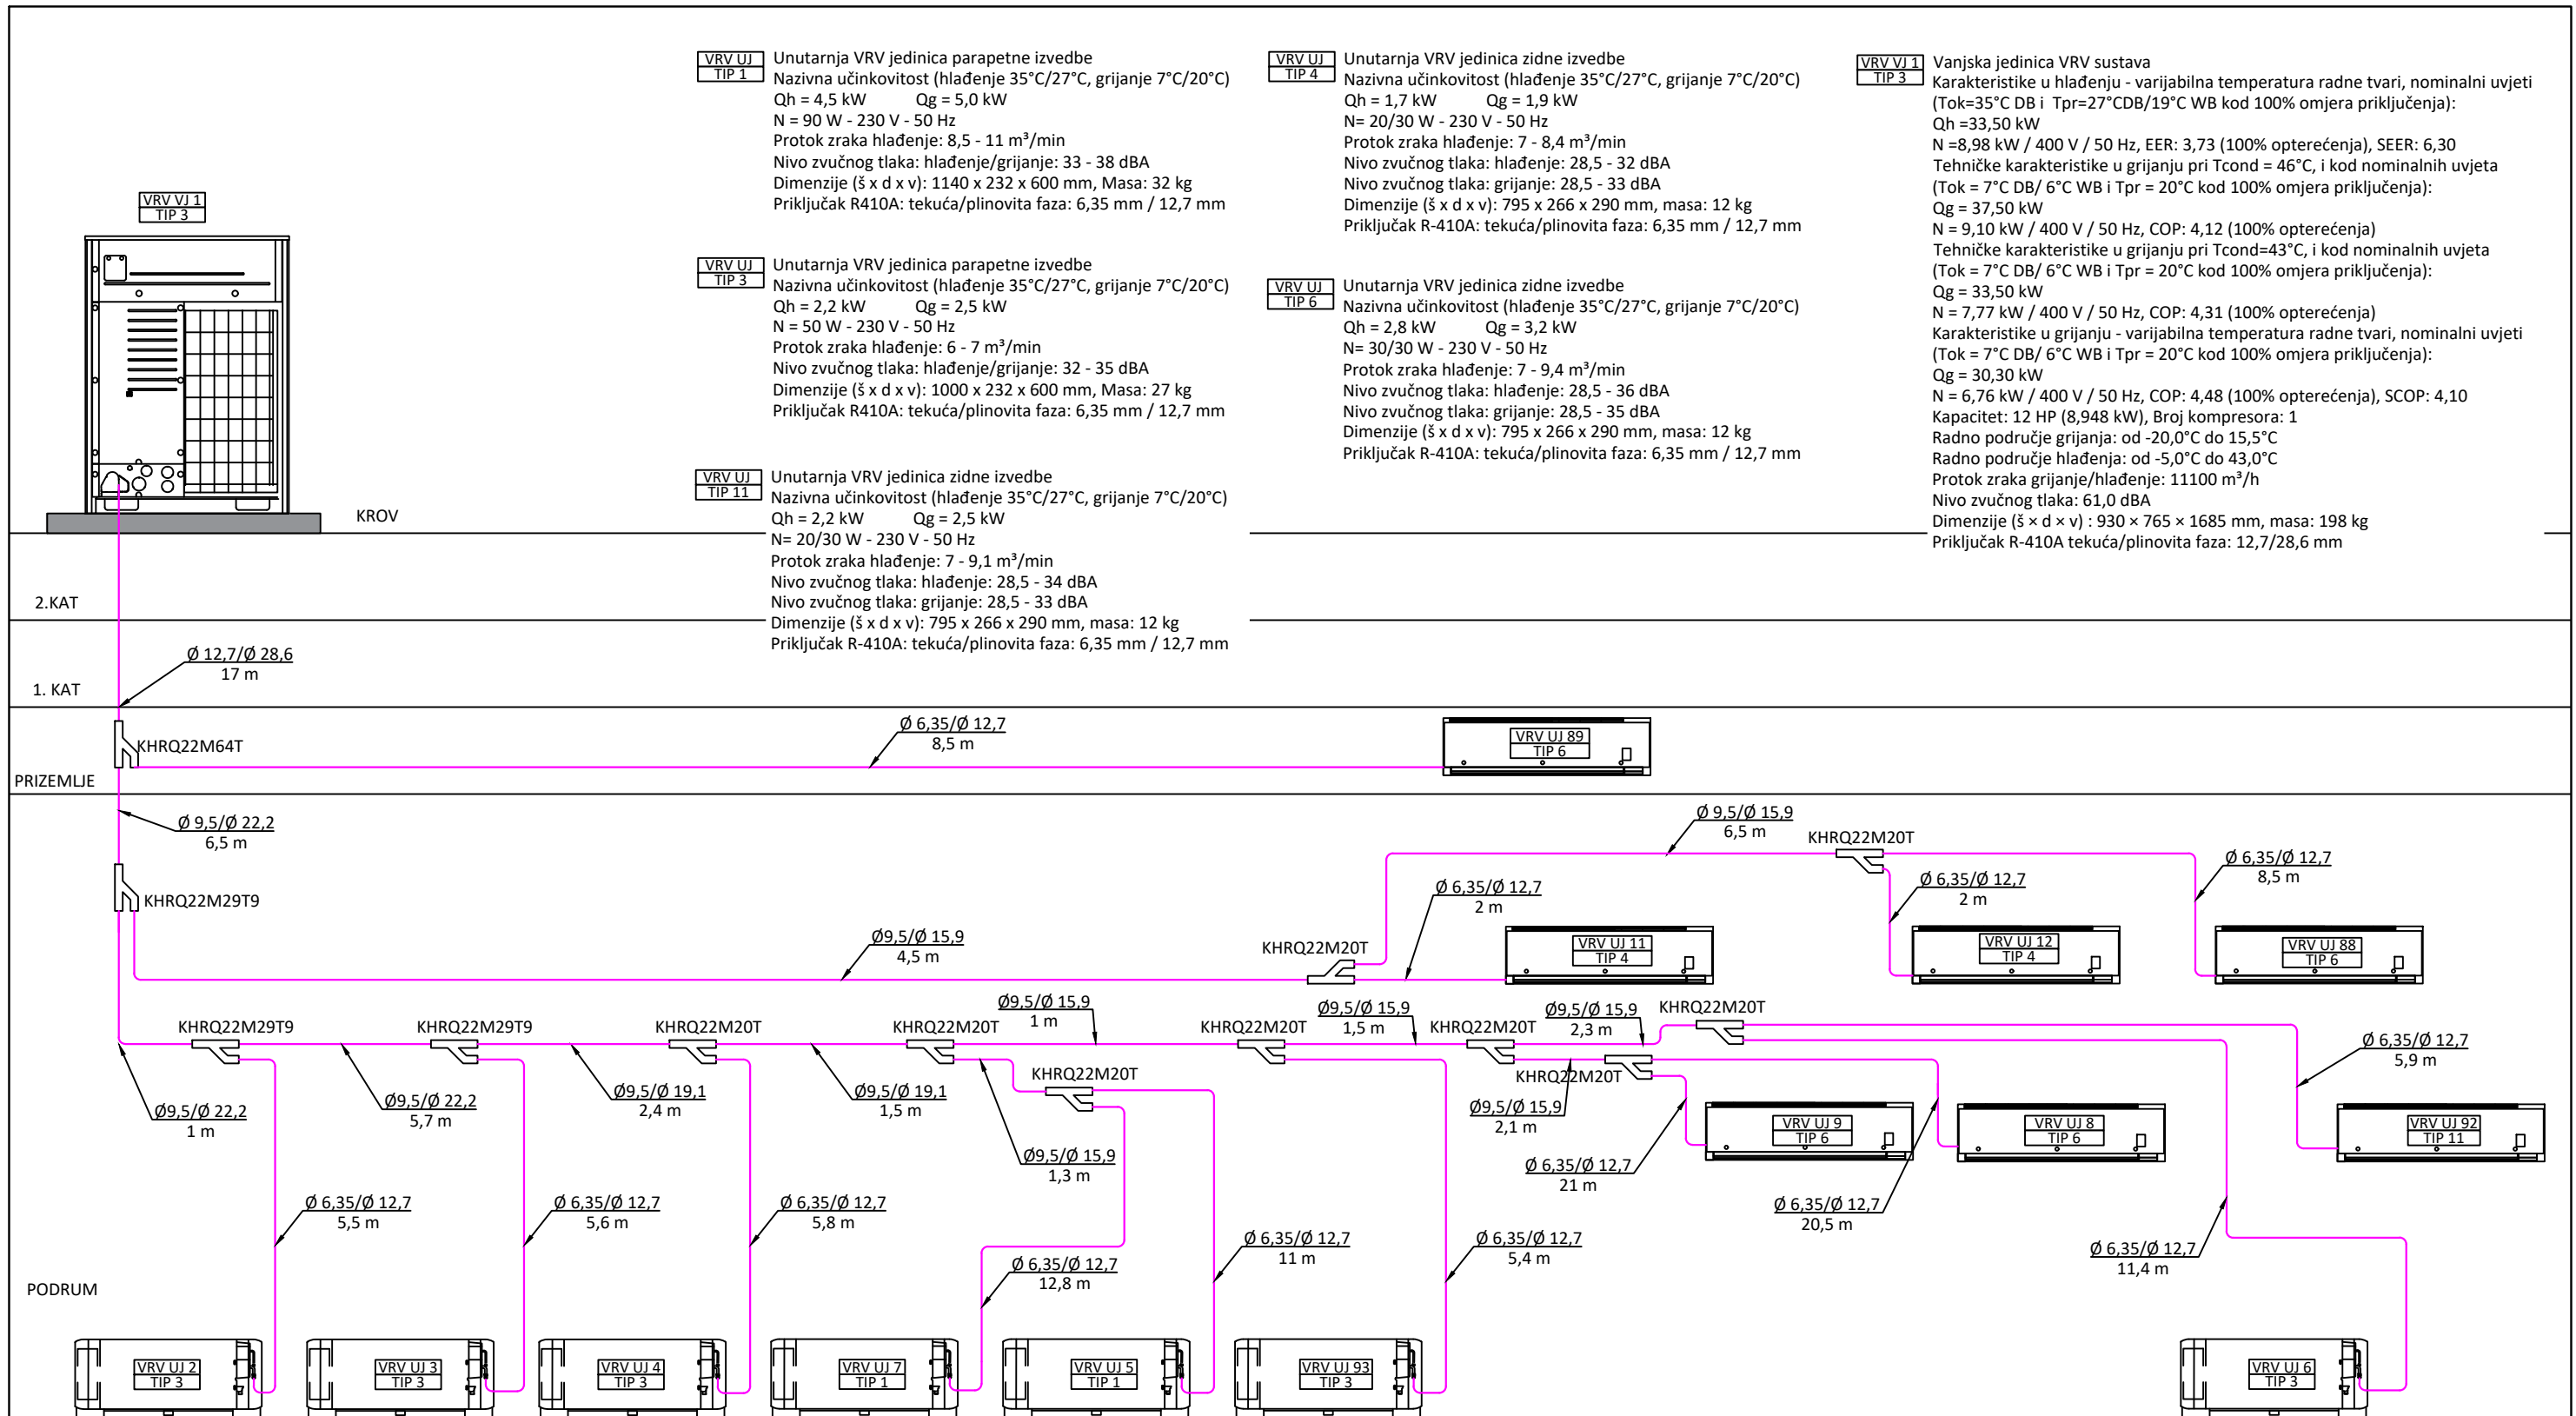 VRV UJ
TIP 1
Unutarnja VRV jedinica parapetne izvedbe
Nazivna učinkovitost (hlađenje 35°C/27°C, grijanje 7°C/20°C)
Qh = 4,5 kW Qg = 5,0 kW
N = 90 W - 230 V - 50 Hz
Protok zraka hlađenje: 8,5 - 11 m³/min
Nivo zvučnog tlaka: hlađenje/grijanje: 33 - 38 dBA
Dimenzije (š x d x v): 1140 x 232 x 600 mm, Masa: 32 kg
Priključak R410A: tekuća/plinovita faza: 6,35 mm / 12,7 mm
VRV UJ
TIP 3
Unutarnja VRV jedinica parapetne izvedbe
Nazivna učinkovitost (hlađenje 35°C/27°C, grijanje 7°C/20°C)
Qh = 2,2 kW Qg = 2,5 kW
N = 50 W - 230 V - 50 Hz
Protok zraka hlađenje: 6 - 7 m³/min
Nivo zvučnog tlaka: hlađenje/grijanje: 32 - 35 dBA
Dimenzije (š x d x v): 1000 x 232 x 600 mm, Masa: 27 kg
Priključak R410A: tekuća/plinovita faza: 6,35 mm / 12,7 mm
VRV UJ
TIP 11
Unutarnja VRV jedinica zidne izvedbe
Nazivna učinkovitost (hlađenje 35°C/27°C, grijanje 7°C/20°C)
Qh = 2,2 kW Qg = 2,5 kW
N= 20/30 W - 230 V - 50 Hz
Protok zraka hlađenje: 7 - 9,1 m³/min
Nivo zvučnog tlaka: hlađenje: 28,5 - 34 dBA
Nivo zvučnog tlaka: grijanje: 28,5 - 33 dBA
Dimenzije (š x d x v): 795 x 266 x 290 mm, masa: 12 kg
Priključak R-410A: tekuća/plinovita faza: 6,35 mm / 12,7 mm
VRV UJ
TIP 4
Unutarnja VRV jedinica zidne izvedbe
Nazivna učinkovitost (hlađenje 35°C/27°C, grijanje 7°C/20°C)
Qh = 1,7 kW Qg = 1,9 kW
N= 20/30 W - 230 V - 50 Hz
Protok zraka hlađenje: 7 - 8,4 m³/min
Nivo zvučnog tlaka: hlađenje: 28,5 - 32 dBA
Nivo zvučnog tlaka: grijanje: 28,5 - 33 dBA
Dimenzije (š x d x v): 795 x 266 x 290 mm, masa: 12 kg
Priključak R-410A: tekuća/plinovita faza: 6,35 mm / 12,7 mm
VRV UJ
TIP 6
Unutarnja VRV jedinica zidne izvedbe
Nazivna učinkovitost (hlađenje 35°C/27°C, grijanje 7°C/20°C)
Qh = 2,8 kW Qg = 3,2 kW
N= 30/30 W - 230 V - 50 Hz
Protok zraka hlađenje: 7 - 9,4 m³/min
Nivo zvučnog tlaka: hlađenje: 28,5 - 36 dBA
Nivo zvučnog tlaka: grijanje: 28,5 - 35 dBA
Dimenzije (š x d x v): 795 x 266 x 290 mm, masa: 12 kg
Priključak R-410A: tekuća/plinovita faza: 6,35 mm / 12,7 mm
VRV VJ 1
TIP 3
Vanjska jedinica VRV sustava
Karakteristike u hlađenju - varijabilna temperatura radne tvari, nominalni uvjeti
(Tok=35°C DB i Tpr=27°CDB/19°C WB kod 100% omjera priključenja):
Qh =33,50 kW
N =8,98 kW / 400 V / 50 Hz, EER: 3,73 (100% opterećenja), SEER: 6,30
Tehničke karakteristike u grijanju pri Tcond = 46°C, i kod nominalnih uvjeta
(Tok = 7°C DB/ 6°C WB i Tpr = 20°C kod 100% omjera priključenja):
Qg = 37,50 kW
N = 9,10 kW / 400 V / 50 Hz, COP: 4,12 (100% opterećenja)
Tehničke karakteristike u grijanju pri Tcond=43°C, i kod nominalnih uvjeta
(Tok = 7°C DB/ 6°C WB i Tpr = 20°C kod 100% omjera priključenja):
Qg = 33,50 kW
N = 7,77 kW / 400 V / 50 Hz, COP: 4,31 (100% opterećenja)
Karakteristike u grijanju - varijabilna temperatura radne tvari, nominalni uvjeti
(Tok = 7°C DB/ 6°C WB i Tpr = 20°C kod 100% omjera priključenja):
Qg = 30,30 kW
N = 6,76 kW / 400 V / 50 Hz, COP: 4,48 (100% opterećenja), SCOP: 4,10
Kapacitet: 12 HP (8,948 kW), Broj kompresora: 1
Radno područje grijanja: od -20,0°C do 15,5°C
Radno područje hlađenja: od -5,0°C do 43,0°C
Protok zraka grijanje/hlađenje: 11100 m³/h
Nivo zvučnog tlaka: 61,0 dBA
Dimenzije (š × d × v) : 930 × 765 × 1685 mm, masa: 198 kg
Priključak R-410A tekuća/plinovita faza: 12,7/28,6 mm
VRV VJ 1
TIP 3
KROV
2.KAT
Ø 12,7/Ø 28,6
17 m
1. KAT
KHRQ22M64T
Ø 6,35/Ø 12,7
8,5 m
VRV UJ 89
TIP 6
PRIZEMLJE
Ø 9,5/Ø 22,2
6,5 m
Ø 9,5/Ø 15,9
6,5 m
KHRQ22M20T
Ø 6,35/Ø 12,7
8,5 m
KHRQ22M29T9
Ø 6,35/Ø 12,7
2 m
Ø 6,35/Ø 12,7
2 m
Ø9,5/Ø 15,9
4,5 m
KHRQ22M20T
VRV UJ 11
TIP 4
VRV UJ 12
TIP 4
VRV UJ 88
TIP 6
KHRQ22M29T9
KHRQ22M29T9
KHRQ22M20T
KHRQ22M20T
Ø9,5/Ø 15,9
1 m
KHRQ22M20T
Ø9,5/Ø 15,9
1,5 m
KHRQ22M20T
Ø9,5/Ø 15,9
2,3 m
KHRQ22M20T
Ø 6,35/Ø 12,7
5,9 m
Ø9,5/Ø 22,2
1 m
Ø9,5/Ø 22,2
5,7 m
Ø9,5/Ø 19,1
2,4 m
Ø9,5/Ø 19,1
1,5 m
KHRQ22M20T
KHRQ22M20T
Ø9,5/Ø 15,9
1,3 m
Ø9,5/Ø 15,9
2,1 m
VRV UJ 9
TIP 6
VRV UJ 8
TIP 6
VRV UJ 92
TIP 11
Ø 6,35/Ø 12,7
21 m
Ø 6,35/Ø 12,7
20,5 m
Ø 6,35/Ø 12,7
5,5 m
Ø 6,35/Ø 12,7
5,6 m
Ø 6,35/Ø 12,7
5,8 m
Ø 6,35/Ø 12,7
12,8 m
Ø 6,35/Ø 12,7
11 m
Ø 6,35/Ø 12,7
5,4 m
Ø 6,35/Ø 12,7
11,4 m
PODRUM
VRV UJ 2
TIP 3
VRV UJ 3
TIP 3
VRV UJ 4
TIP 3
VRV UJ 7
TIP 1
VRV UJ 5
TIP 1
VRV UJ 93
TIP 3
VRV UJ 6
TIP 3